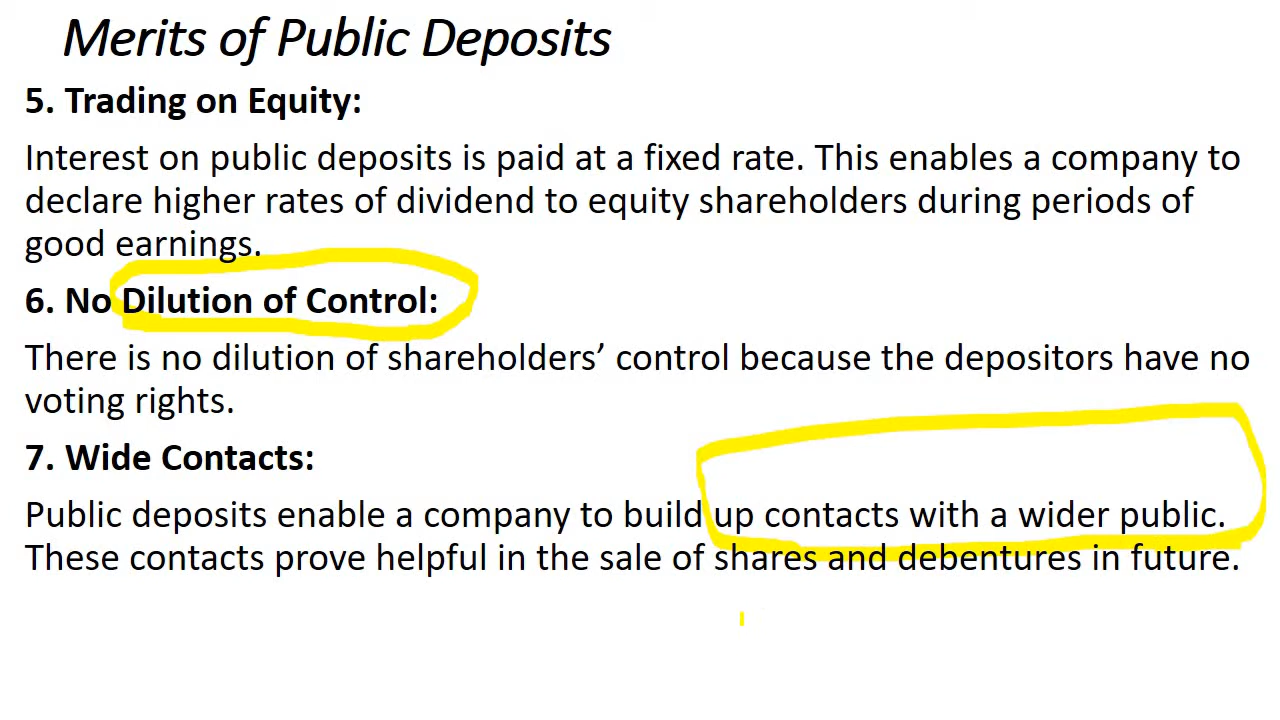 Merits of Public Deposits
5. Trading on Equity:
Interest on public deposits is paid at a fixed rate. This enables a company to
declare higher rates of dividend to equity shareholders during periods of
good earnings.
6. No Dilution of Control:
There is no dilution of shareholders’ control because the depositors have no
voting rights.
7. Wide Contacts:
Public deposits enable a company to build up contacts with a wider public.
These contacts prove helpful in the sale of shares and debentures in future.